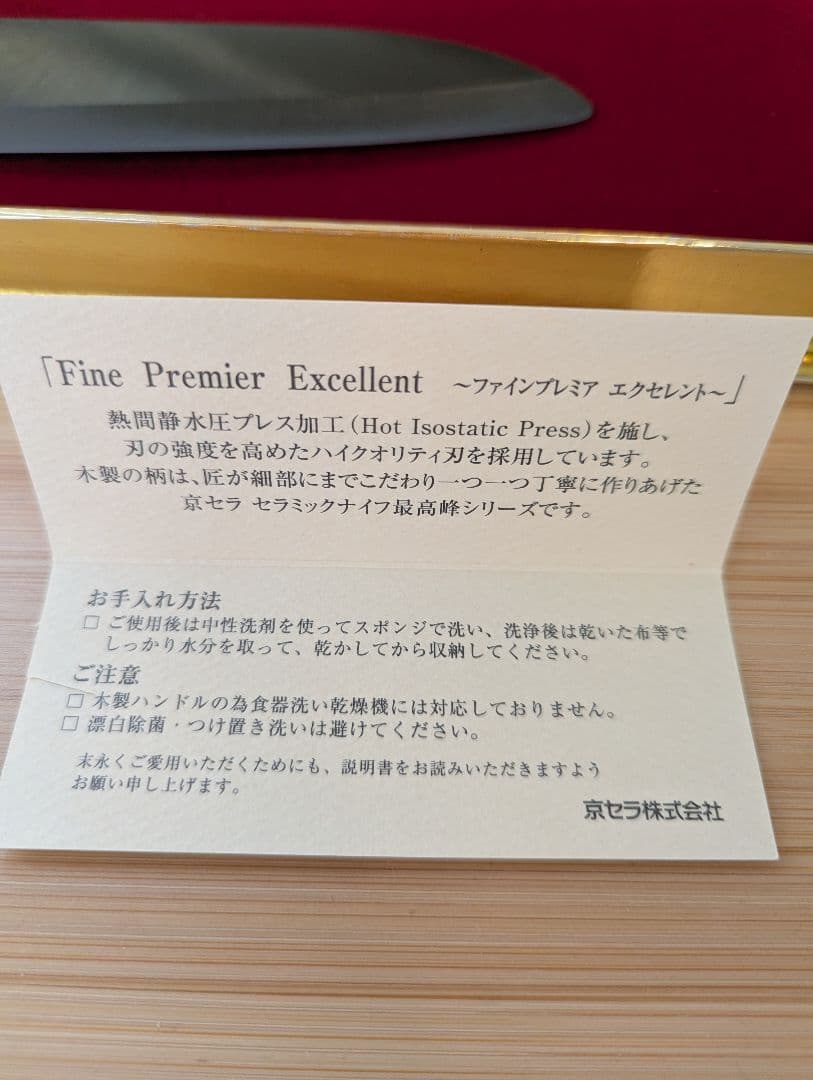 「Fine Premier Excellent ～ファインプレミア エクセレント～」
熱間静水圧プレス加工（Hot Isostatic Press）を施し、
刃の強度を高めたハイクオリティ刃を採用しています。
木製の柄は、匠が細部にまでこだわり一つ一つ丁寧に作りあげた
京セラ セラミックナイフ最高峰シリーズです。
お手入れ方法
□ ご使用後は中性洗剤を使ってスポンジで洗い、洗浄後は乾いた布等で
しっかり水分を取って、乾かしてから収納してください。
ご注意
□ 木製ハンドルの為食器洗い乾燥機には対応しておりません。
□ 漂白除菌・つけ置き洗いは避けてください。
末永くご愛用いただくためにも、説明書をお読みいただきますよう
お願い申し上げます。
京セラ株式会社